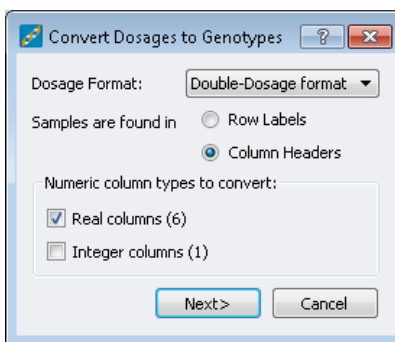 Convert Dosages to Genotypes
Dosage Format: Double-Dosage format
Samples are found in Row Labels
Column Headers
Numeric column types to convert:
Real columns (6)
Integer columns (1)
Next> Cancel